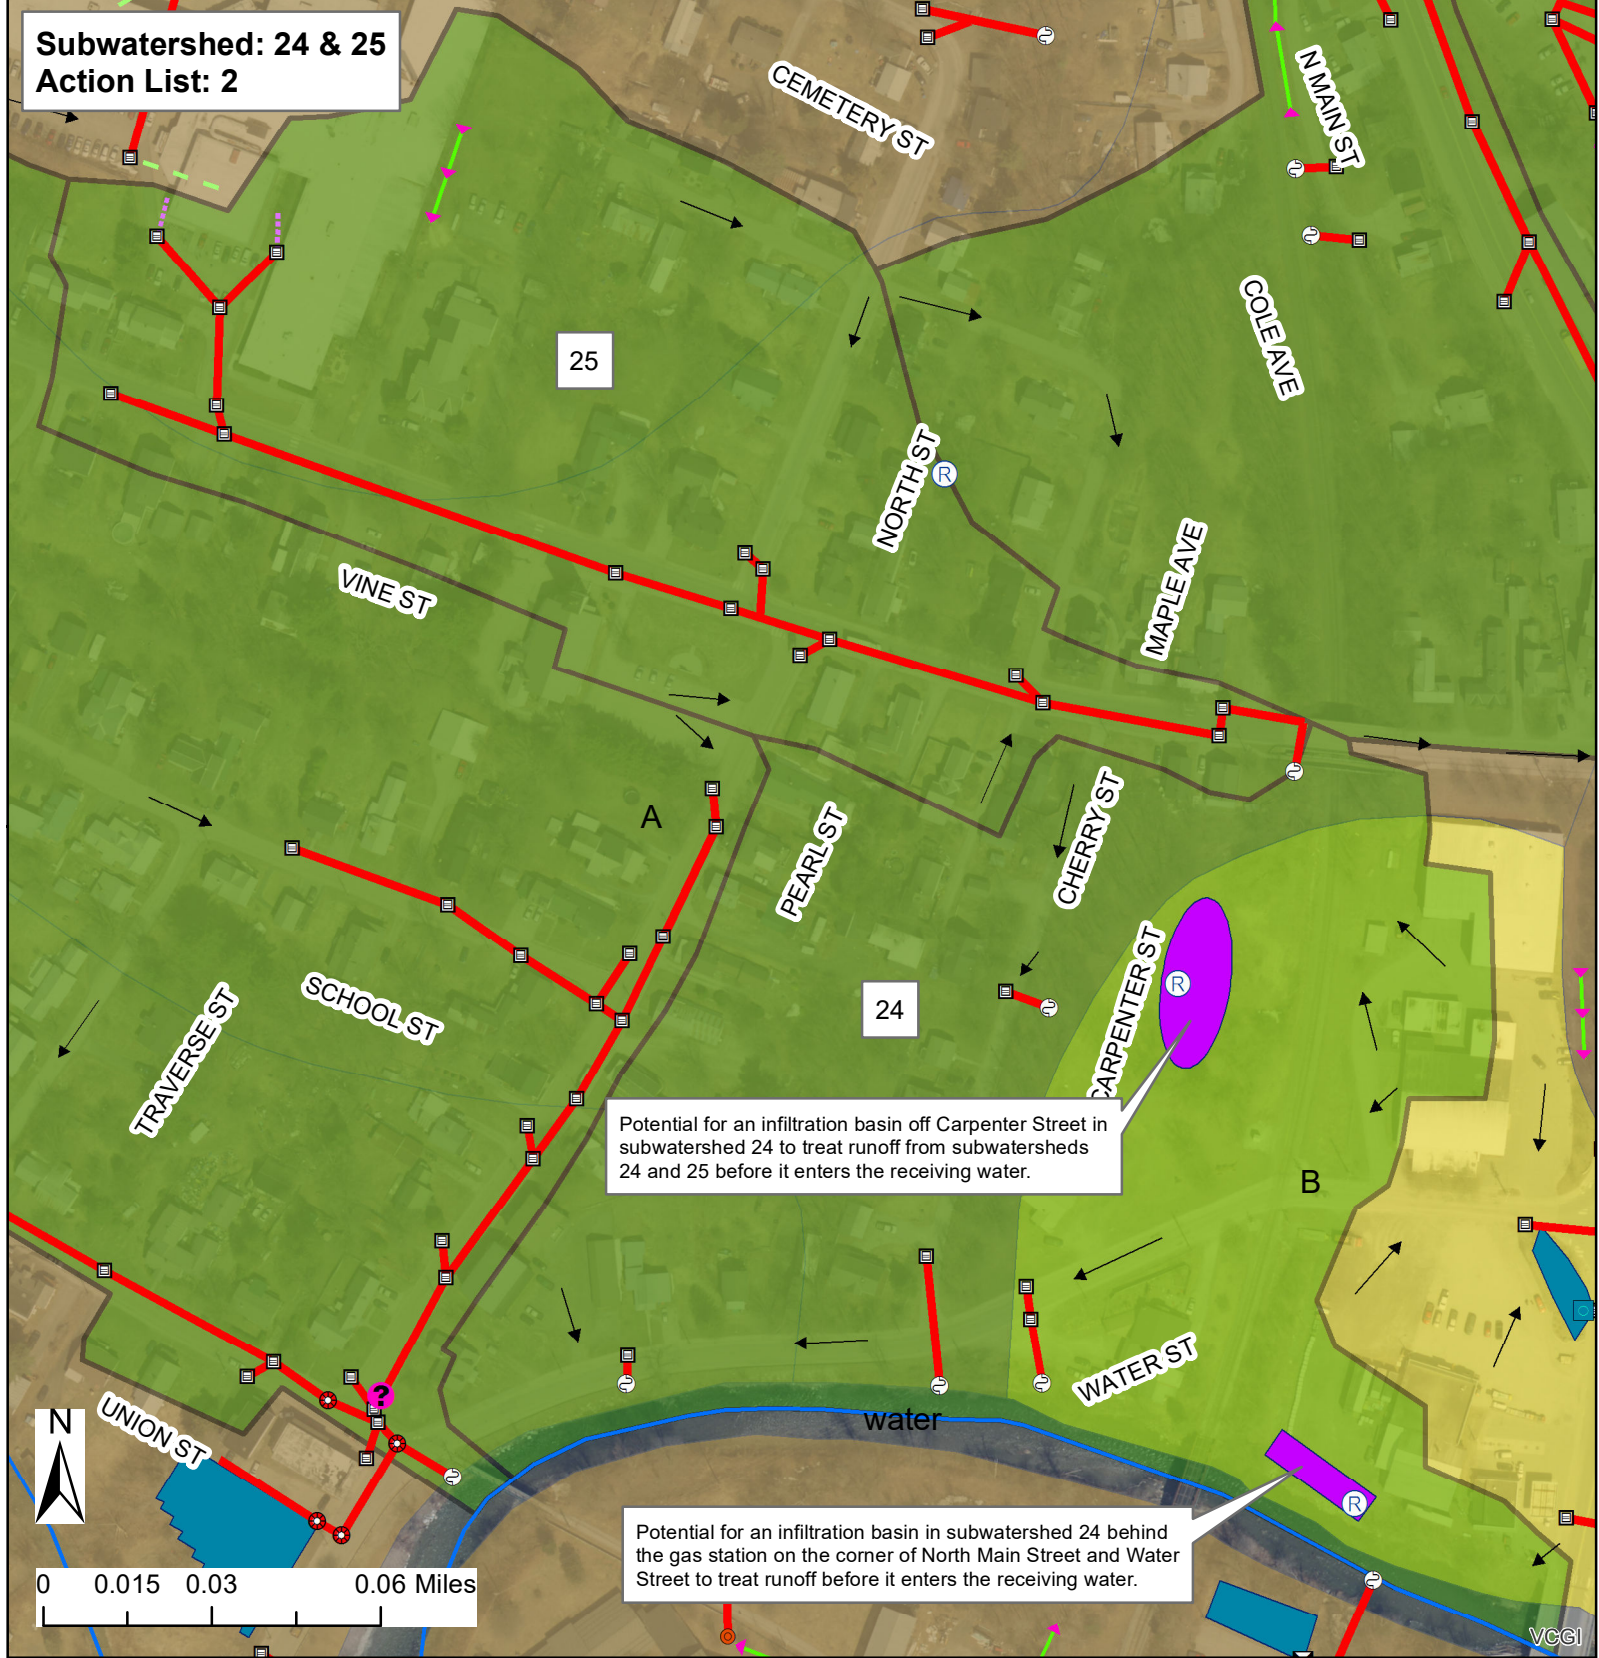 Subwatershed: 24 & 25
Action List: 2
CEMETERY ST
N MAIN ST
COLE AVE
25
NORTH ST
R
MAPLE AVE
VINE ST
A
PEARL ST
CHERRY ST
CARPENTER ST
R
24
SCHOOL ST
TRAVERSE ST
Potential for an infiltration basin off Carpenter Street in
subwatershed 24 to treat runoff from subwatersheds
24 and 25 before it enters the receiving water.
B
WATER ST
?
water
UNION ST
N
R
Potential for an infiltration basin in subwatershed 24 behind
the gas station on the corner of North Main Street and Water
Street to treat runoff before it enters the receiving water.
0 0.015 0.03 0.06 Miles
VCGI